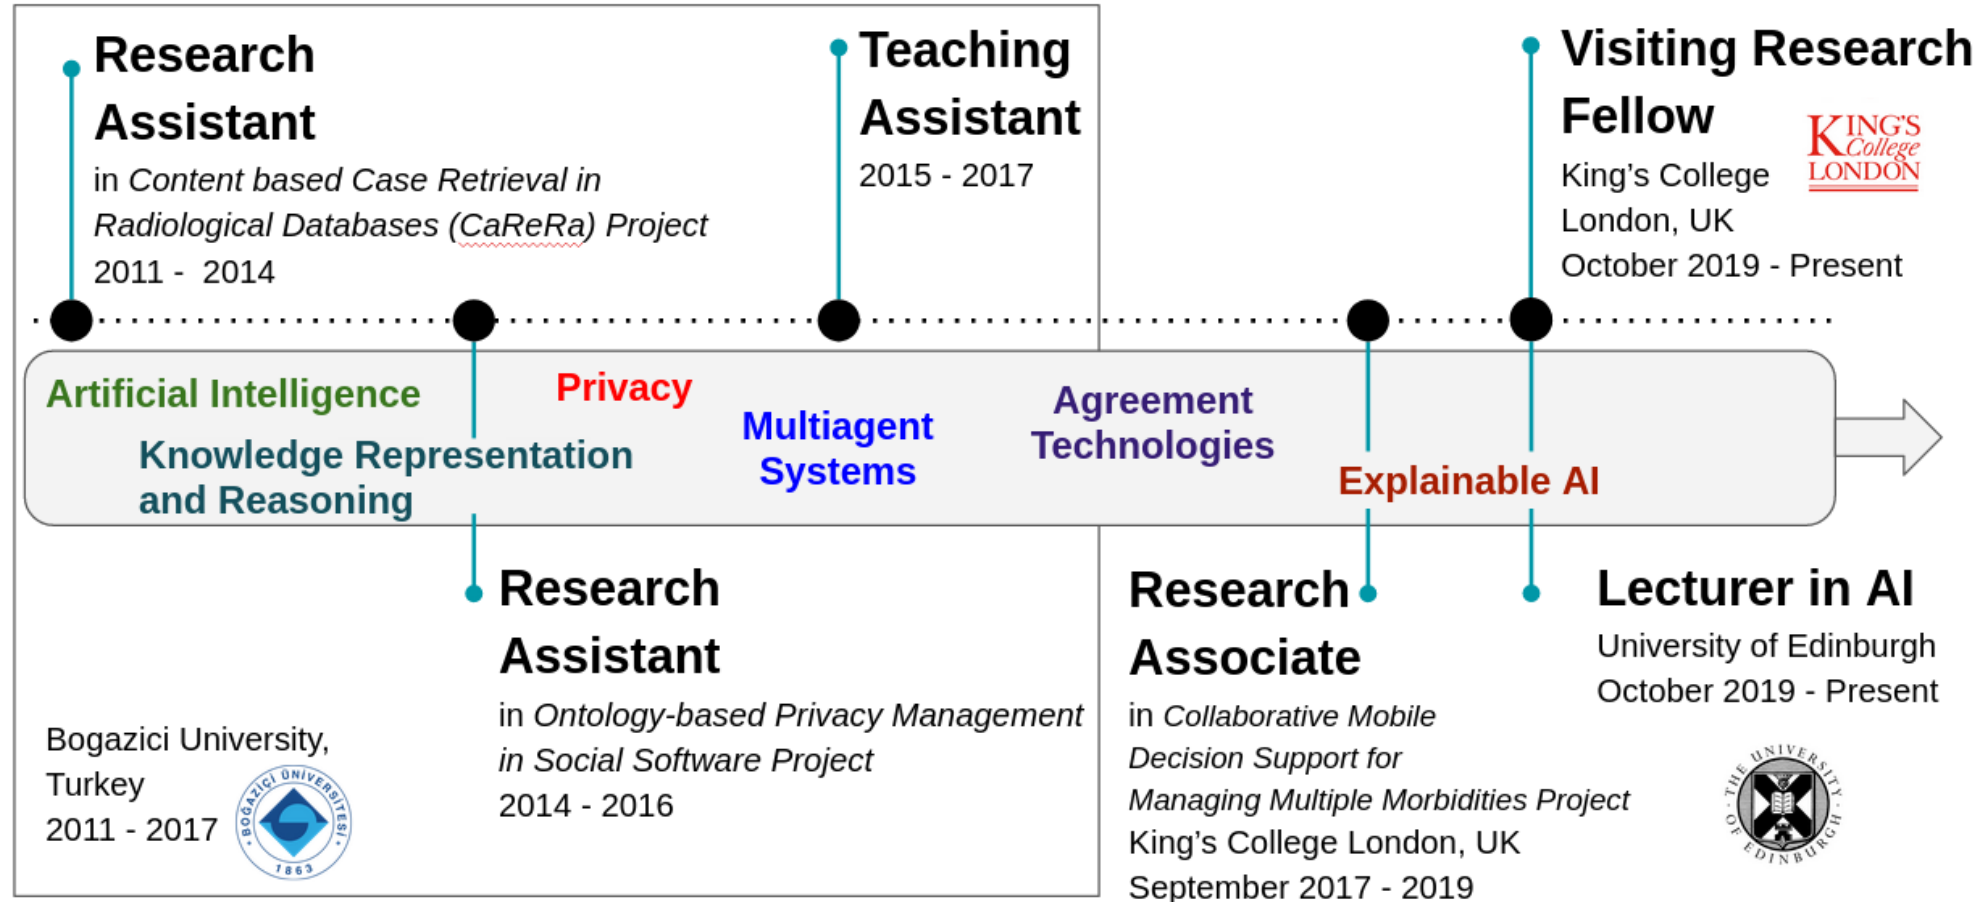 Research
Assistant
in Content based Case Retrieval in
Radiological Databases (CaReRa) Project
2011 -  2014
Teaching
Assistant
2015 - 2017
Visiting Research
Fellow
King's College
London, UK
October 2019 - Present
KING'S
College
LONDON
Artificial Intelligence
Knowledge Representation
and Reasoning
Privacy
Multiagent
Systems
Agreement
Technologies
Explainable AI
Bogazici University,
Turkey
2011 - 2017
BOĞAZİÇİ ÜNİVERSİTESİ
1863
Research
Assistant
in Ontology-based Privacy Management
in Social Software Project
2014 - 2016
Research
Associate
in Collaborative Mobile
Decision Support for
Managing Multiple Morbidities Project
King's College London, UK
September 2017 - 2019
Lecturer in AI
University of Edinburgh
October 2019 - Present
THE UNIVERSITY OF EDINBURGH